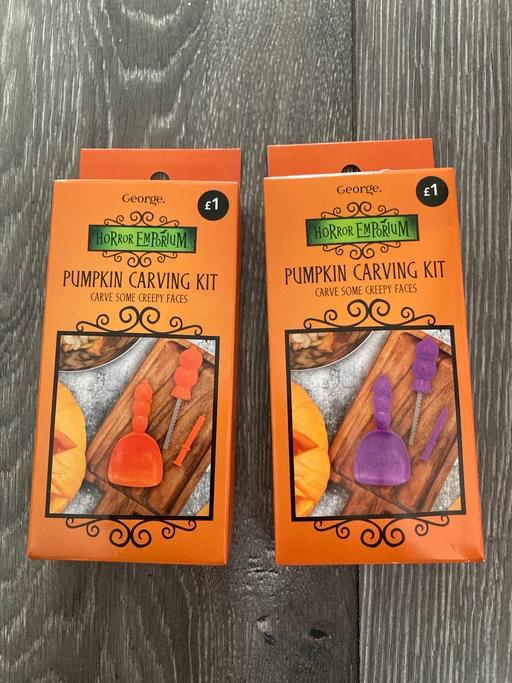 George.
£1
HORROR EMPORIUM
PUMPKIN CARVING KIT
CARVE SOME CREEPY FACES
George.
£1
HORROR EMPORIUM
PUMPKIN CARVING KIT
CARVE SOME CREEPY FACES